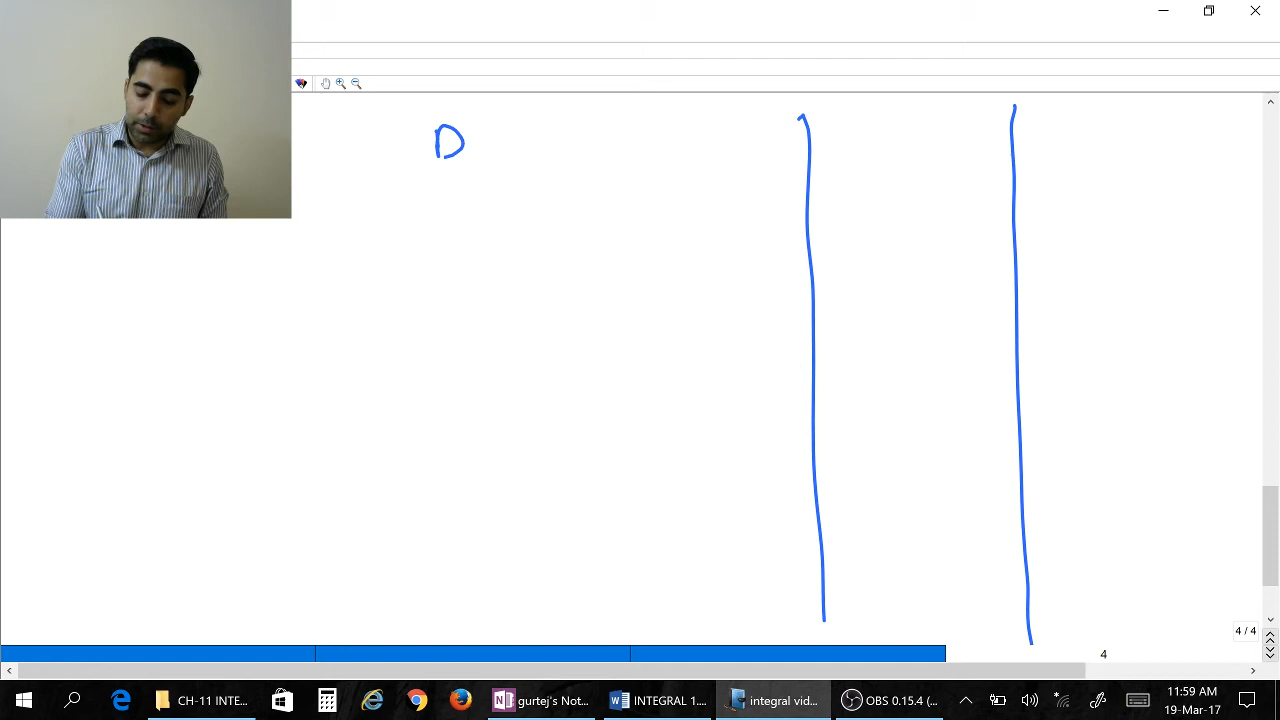 D
4 / 4
4
CH-11 INTE...
gurtej's Not...
INTEGRAL 1....
integral vid...
OBS 0.15.4 (...
11:59 AM
19-Mar-17